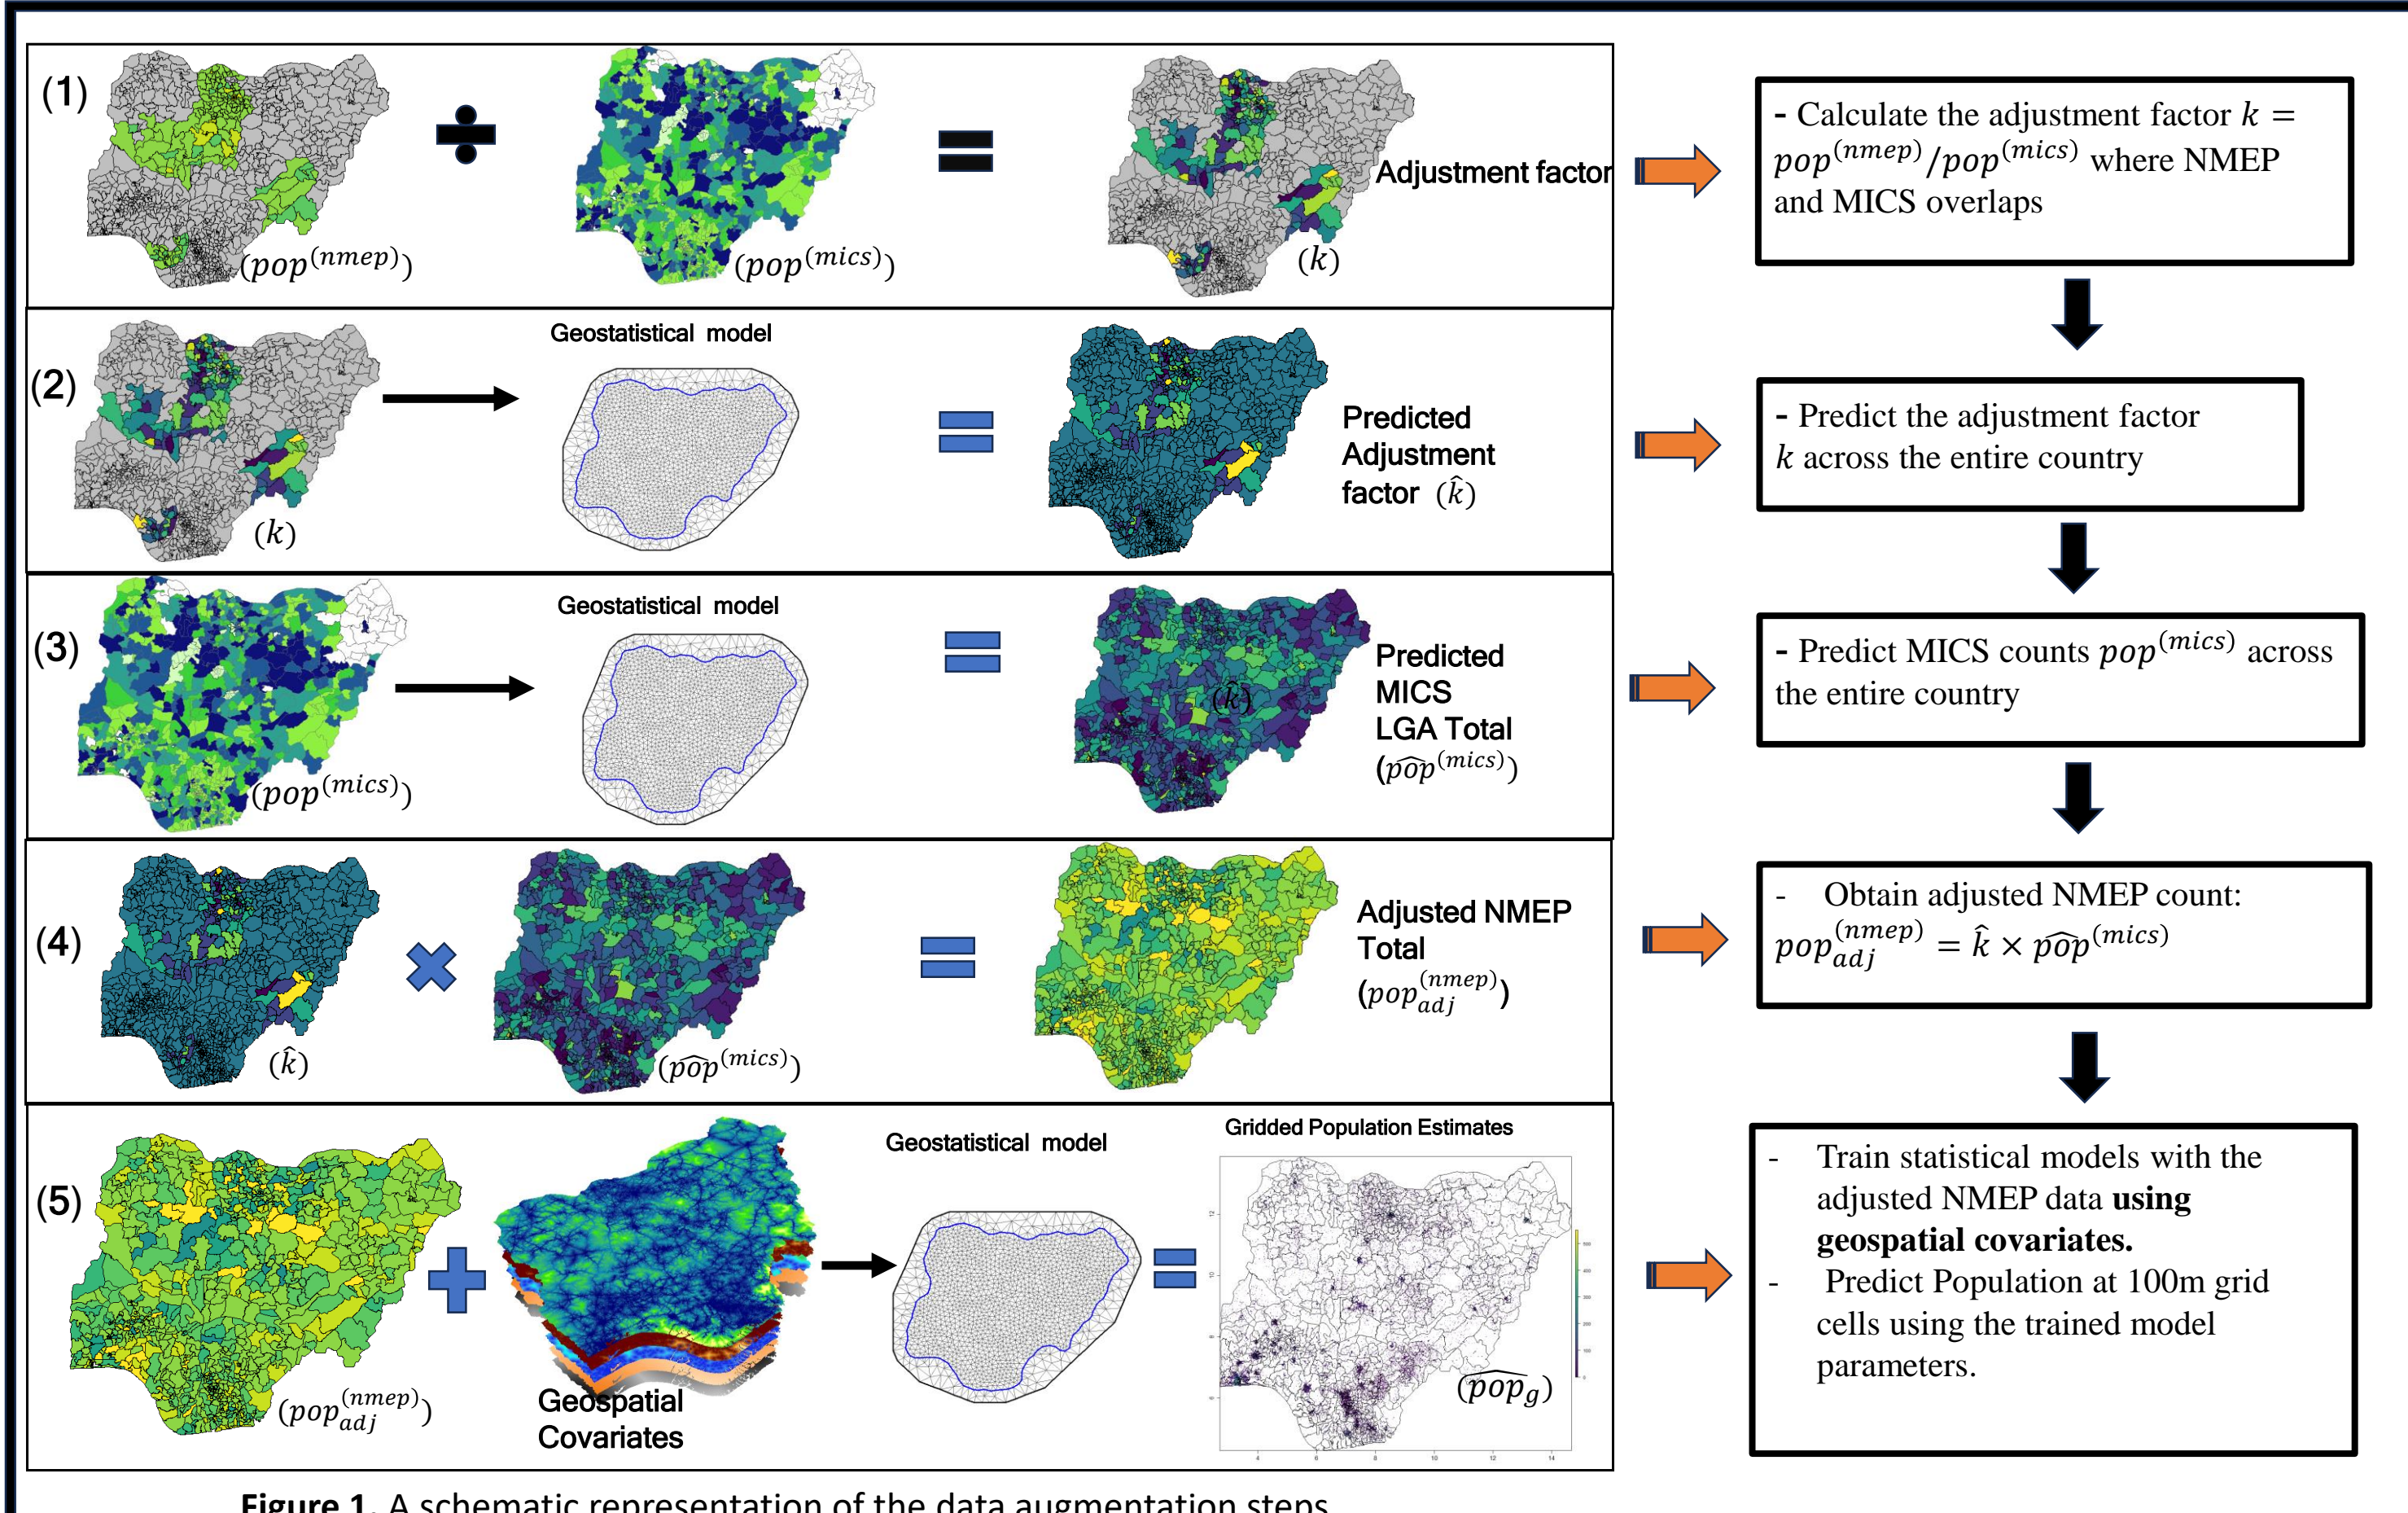 (1)
(pop^(nmep))
(pop^(mics))
(k)
Adjustment factor
- Calculate the adjustment factor k =
pop^(nmep)/pop^(mics) where NMEP
and MICS overlaps
(2)
(k)
Geostatistical model
Predicted
Adjustment
factor (k̂)
- Predict the adjustment factor
k across the entire country
(3)
(pop^(mics))
Geostatistical model
(k̂)
Predicted
MICS
LGA Total
(p͡op^(mics))
- Predict MICS counts pop^(mics) across
the entire country
(4)
(k̂)
(p͡op^(mics))
Adjusted NMEP
Total
(pop_adj^(nmep))
- Obtain adjusted NMEP count:
pop_adj^(nmep) = k̂ × p͡op^(mics)
(5)
(pop_adj^(nmep))
Geospatial
Covariates
Geostatistical model
Gridded Population Estimates
(p͡op_g)
- Train statistical models with the
adjusted NMEP data using
geospatial covariates.
- Predict Population at 100m grid
cells using the trained model
parameters.
Figure 1. A schematic representation of the data augmentation steps